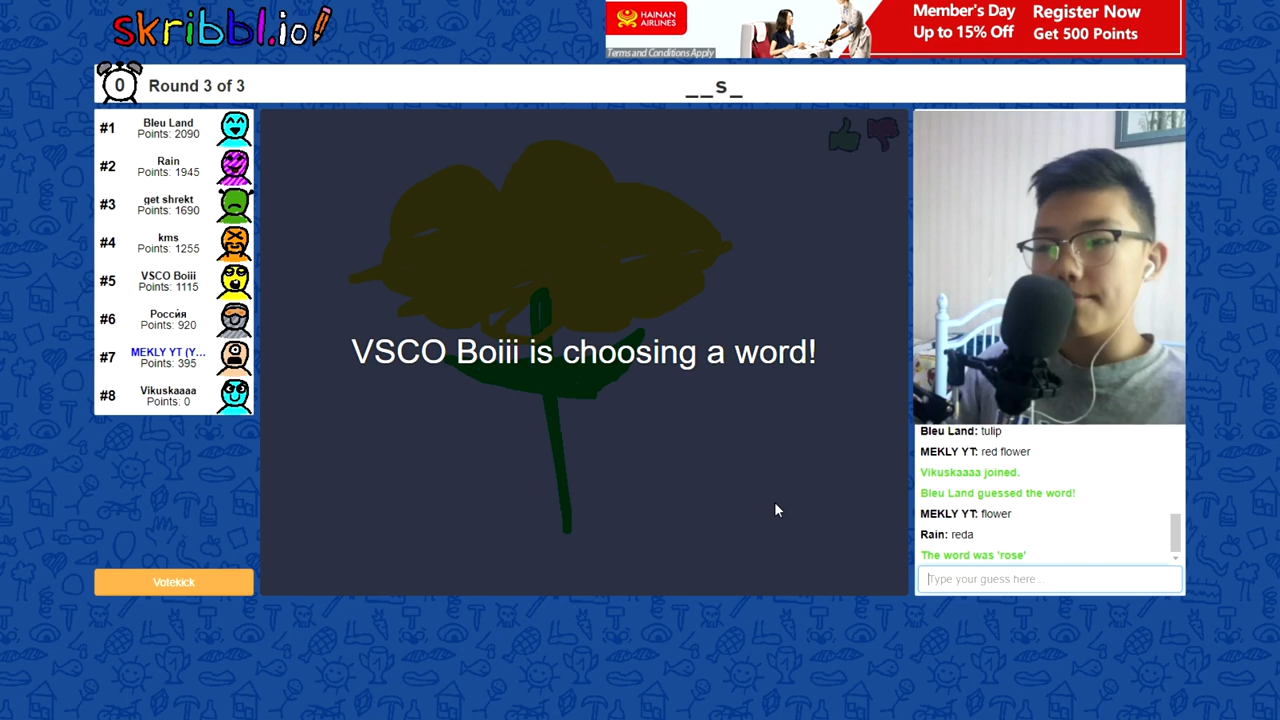 skribbl.io
HAINAN AIRLINES
Terms and Conditions Apply
Member's Day
Up to 15% Off
Register Now
Get 500 Points
0
Round 3 of 3
__s_
#1
Bleu Land
Points: 2090
#2
Rain
Points: 1945
#3
get shrekt
Points: 1690
#4
kms
Points: 1255
#5
VSCO Boiii
Points: 1115
#6
Росси́я
Points: 920
#7
MEKLY YT (Y...
Points: 395
#8
Vikuskaaaa
Points: 0
VSCO Boiii is choosing a word!
Votekick
Bleu Land: tulip
MEKLY YT: red flower
Vikuskaaaa joined.
Bleu Land guessed the word!
MEKLY YT: flower
Rain: reda
The word was 'rose'
Type your guess here...